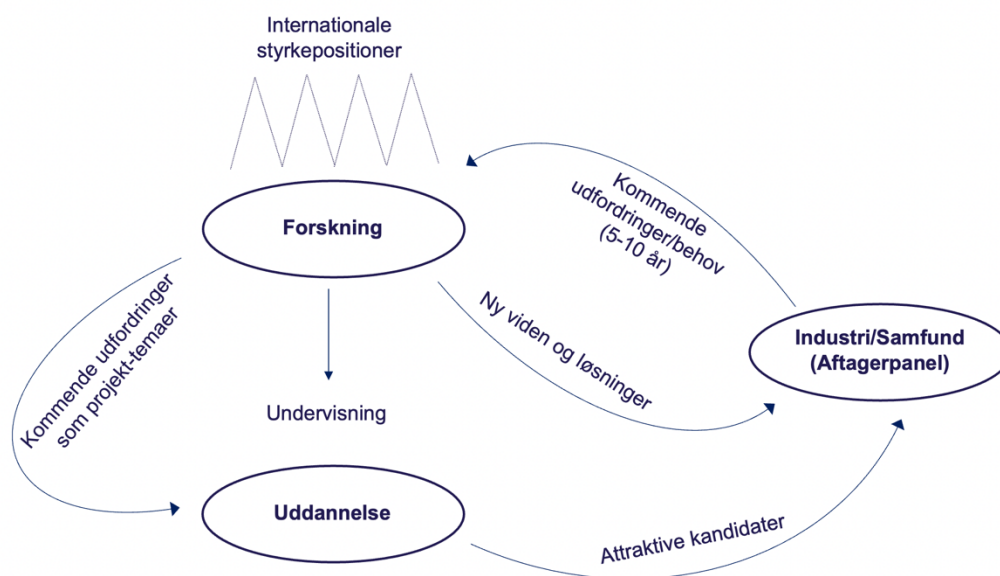 Internationale
styrkepositioner
Forskning
Kommende
udfordringer/behov
(5-10 år)
Ny viden og løsninger
Industri/Samfund
(Aftagerpanel)
Kommende udfordringer
som projekt-temaer
Undervisning
Uddannelse
Attraktive kandidater